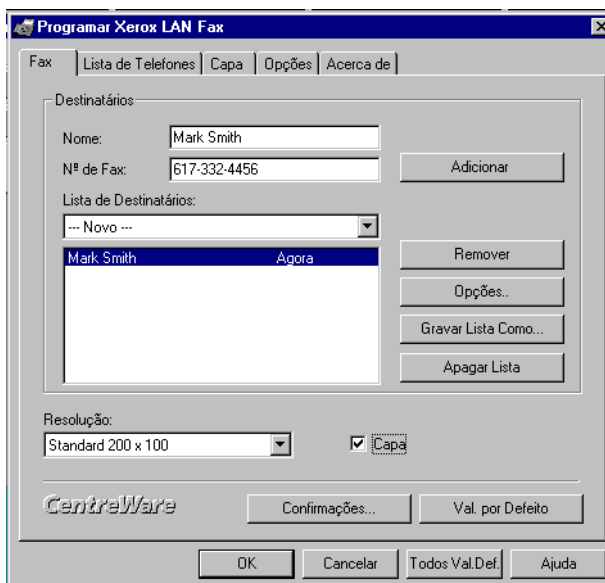 Programar Xerox LAN Fax
Fax Lista de Telefones Capa Opções Acerca de
Destinatários
Nome: Mark Smith
Nº de Fax: 617-332-4456 Adicionar
Lista de Destinatários:
--- Novo ---
Mark Smith Agora Remover
Opções..
Gravar Lista Como...
Apagar Lista
Resolução:
Standard 200 x 100 Capa
CentreWare Confirmações... Val. por Defeito
OK Cancelar Todos Val.Def. Ajuda